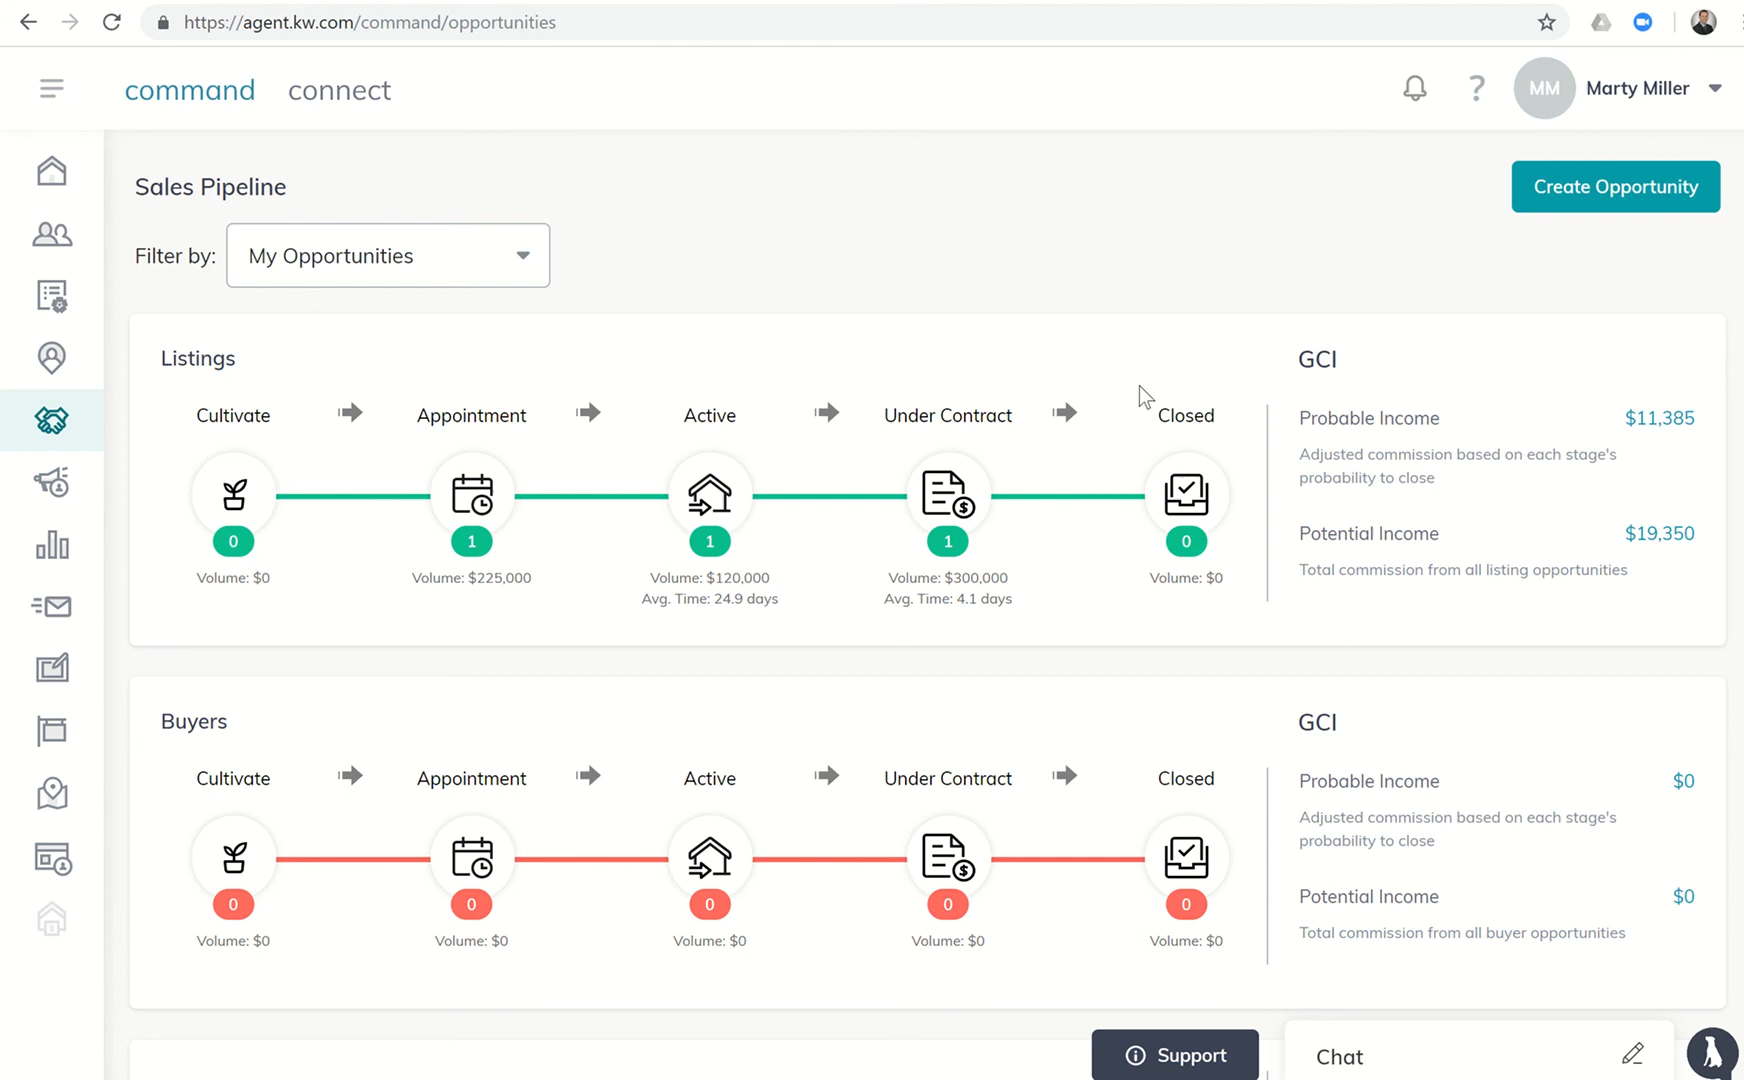 https://agent.kw.com/command/opportunities
command connect
? MM Marty Miller
Sales Pipeline
Create Opportunity
Filter by: My Opportunities
Listings
Cultivate Appointment Active Under Contract Closed
0 1 1 1 0
Volume: $0 Volume: $225,000 Volume: $120,000 Volume: $300,000 Volume: $0
Avg. Time: 24.9 days Avg. Time: 4.1 days
GCI
Probable Income $11,385
Adjusted commission based on each stage's
probability to close
Potential Income $19,350
Total commission from all listing opportunities
Buyers
Cultivate Appointment Active Under Contract Closed
0 0 0 0 0
Volume: $0 Volume: $0 Volume: $0 Volume: $0 Volume: $0
GCI
Probable Income $0
Adjusted commission based on each stage's
probability to close
Potential Income $0
Total commission from all buyer opportunities
Support
Chat